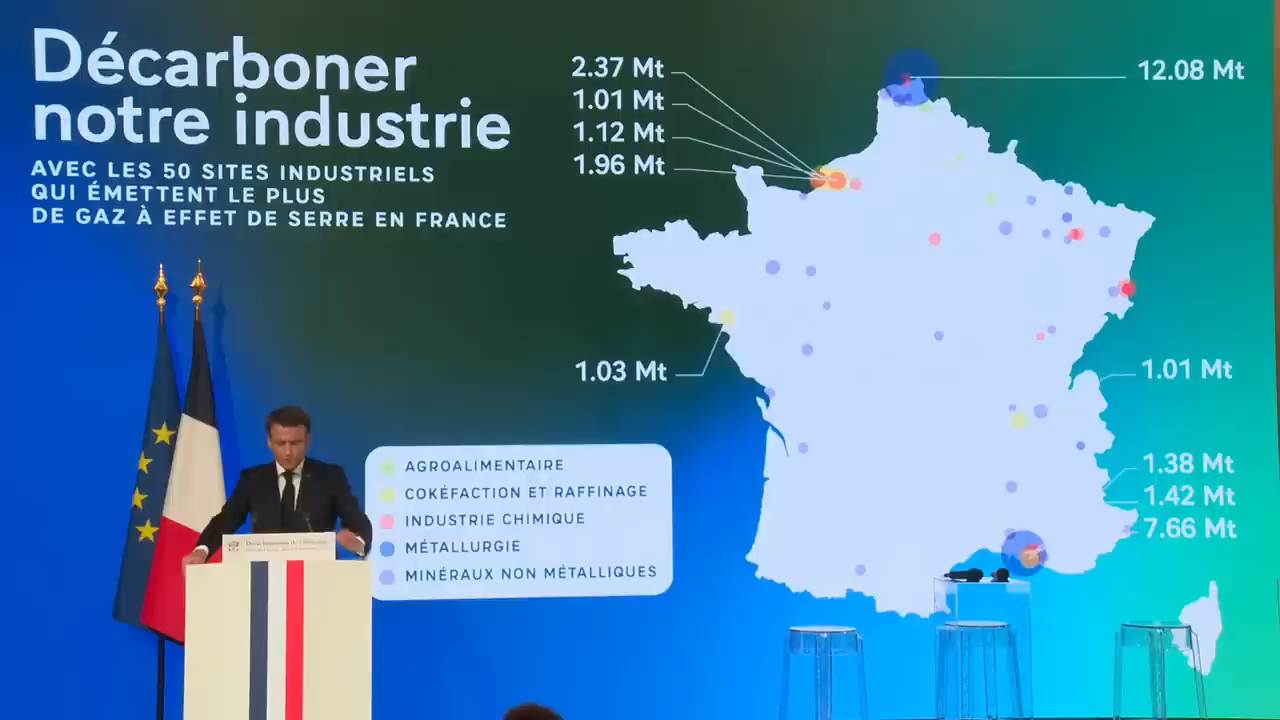 Décarboner
notre industrie
AVEC LES 50 SITES INDUSTRIELS
QUI ÉMETTENT LE PLUS
DE GAZ À EFFET DE SERRE EN FRANCE
2.37 Mt
1.01 Mt
1.12 Mt
1.96 Mt
12.08 Mt
1.03 Mt
1.01 Mt
1.38 Mt
1.42 Mt
7.66 Mt
AGROALIMENTAIRE
COKÉFACTION ET RAFFINAGE
INDUSTRIE CHIMIQUE
MÉTALLURGIE
MINÉRAUX NON MÉTALLIQUES